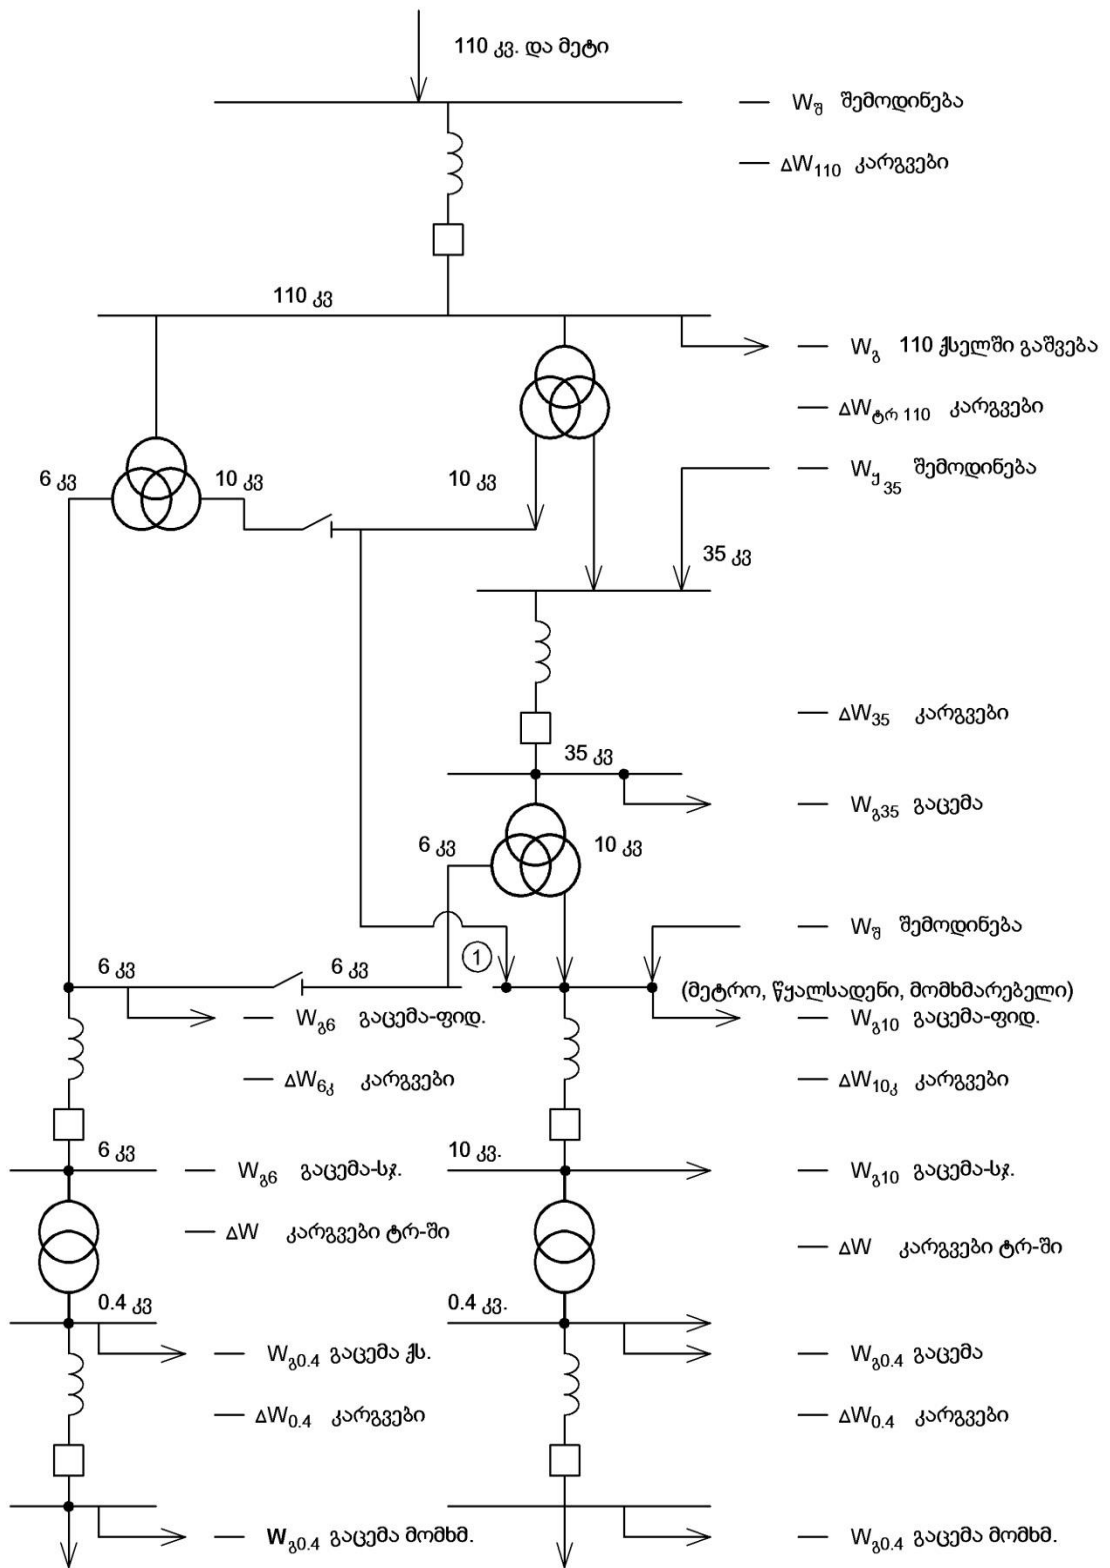 110 კვ. და მეტი
— Wშ შემოდინება
— ΔW110 კარგვები
110 კვ
— Wგ 110 ქსელში გაშვება
— ΔWტრ 110 კარგვები
6 კვ 10 კვ 10 კვ — Wყ 35 შემოდინება
35 კვ
— ΔW35 კარგვები
35 კვ
— Wგ35 გაცემა
6 კვ 10 კვ
— Wშ შემოდინება
1
6 კვ 6 კვ (მეტრო, წყალსადენი, მომხმარებელი)
— Wგ6 გაცემა-ფიდ. — Wგ10 გაცემა-ფიდ.
— ΔW6კ კარგვები — ΔW10კ კარგვები
6 კვ 10 კვ.
— Wგ6 გაცემა-სჯ. — Wგ10 გაცემა-სჯ.
— ΔW კარგვები ტრ-ში — ΔW კარგვები ტრ-ში
0.4 კვ 0.4 კვ.
— Wგ0.4 გაცემა ქს. — Wგ0.4 გაცემა
— ΔW0.4 კარგვები — ΔW0.4 კარგვები
— Wგ0.4 გაცემა მომხმ. — Wგ0.4 გაცემა მომხმ.